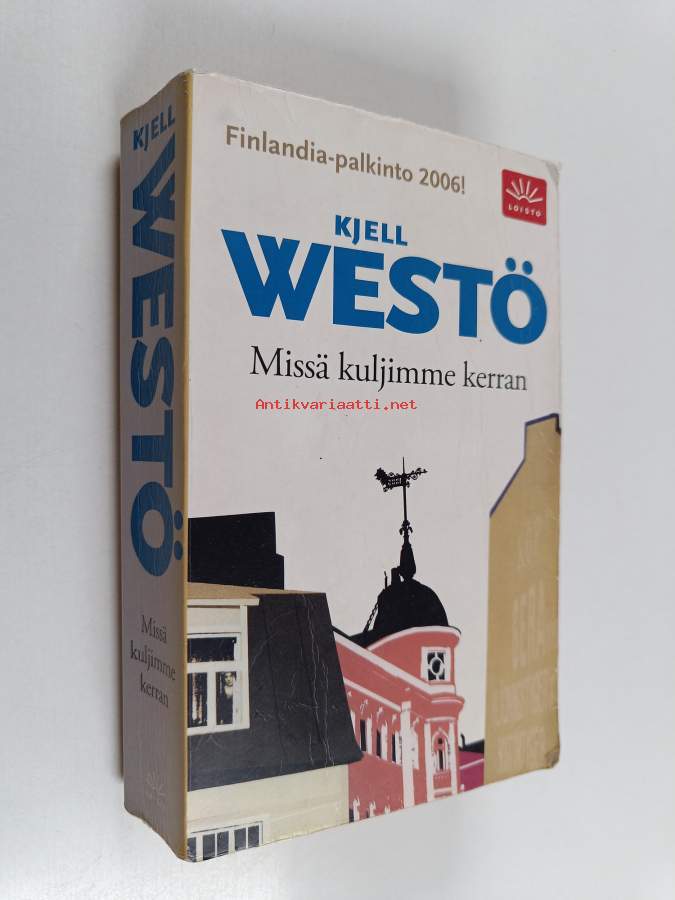 Finlandia-palkinto 2006!
LOISTO
KJELL
WESTÖ
Missä kuljimme kerran
Antikvariaatti.net
KJELL
WESTÖ
Missä
kuljimme
kerran